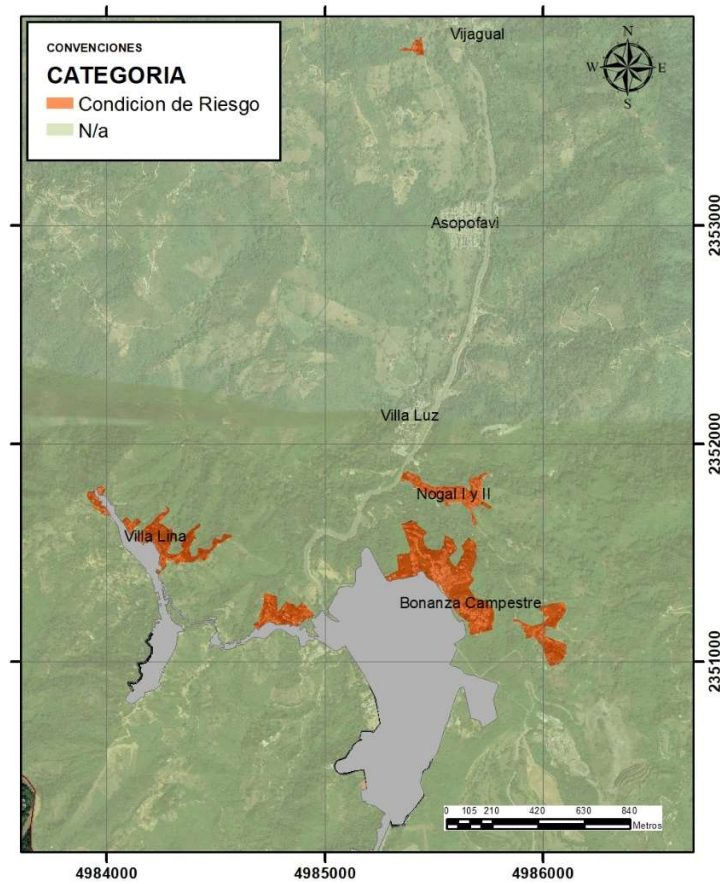 CONVENCIONES
CATEGORIA
Condicion de Riesgo
N/a
Vijagual
N
W E
S
Asopofavi
Villa Luz
Nogal I y II
Villa Lina
Bonanza Campestre
2353000
2352000
2351000
0 105 210 420 630 840
Metros
4984000 4985000 4986000